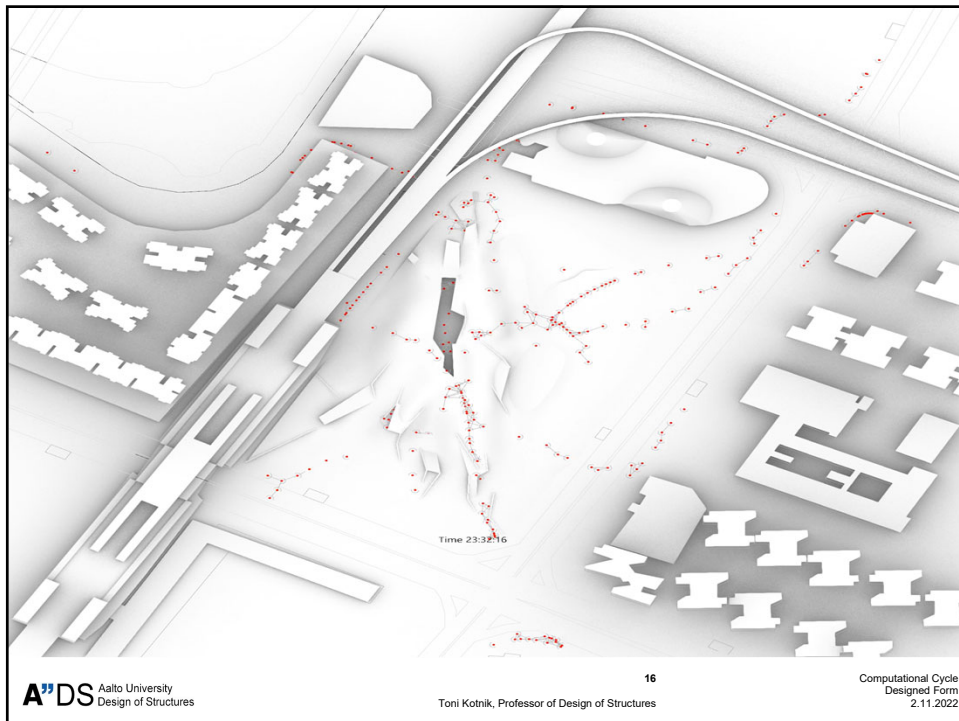 Time 23:32:16
A”DS Aalto University
Design of Structures
Toni Kotnik, Professor of Design of Structures
16
Computational Cycle
Designed Form
2.11.2022